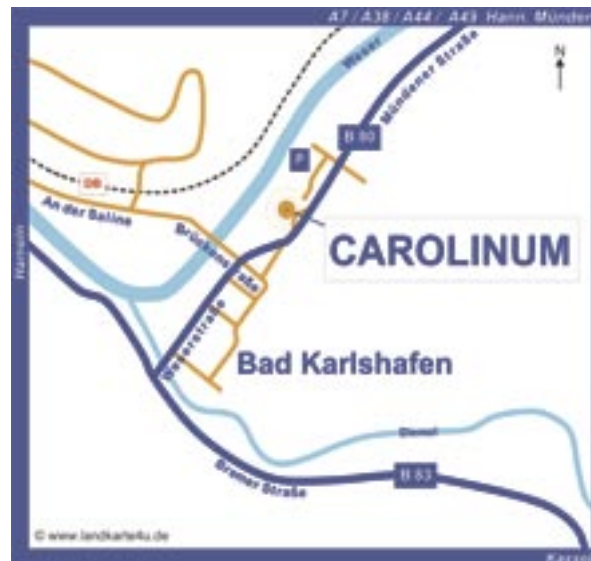 A7 / A38 / A44 / A49 Hann. Münden
N
Weser
Mündener Straße
B 80
P
DB
An der Saline
Brückenstraße
CAROLINUM
Hameln
Weserstraße
Bad Karlshafen
Diemel
Bremer Straße
B 83
© www.landkarte4u.de
Kassel